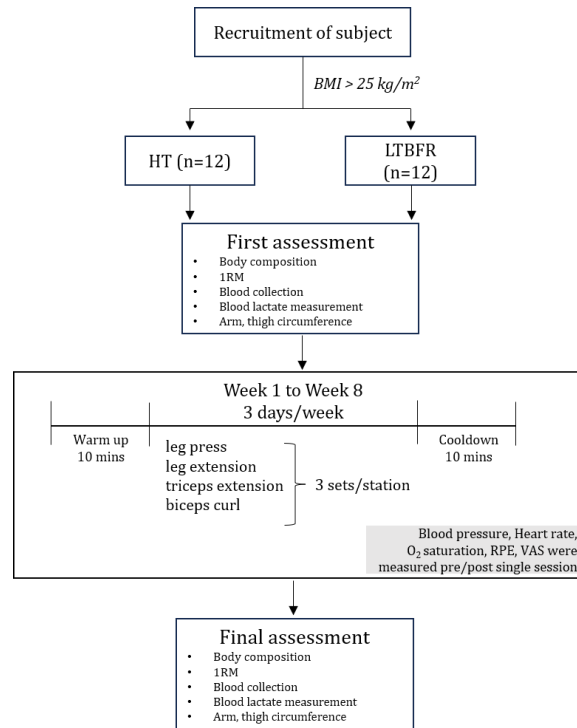 Recruitment of subject
BMI > 25 kg/m²
HT (n=12)
LTBFR
(n=12)
First assessment
• Body composition
• 1RM
• Blood collection
• Blood lactate measurement
• Arm, thigh circumference
Week 1 to Week 8
3 days/week
Warm up
10 mins
leg press
leg extension
triceps extension
biceps curl
3 sets/station
Cooldown
10 mins
Blood pressure, Heart rate,
O₂ saturation, RPE, VAS were
measured pre/post single session
Final assessment
• Body composition
• 1RM
• Blood collection
• Blood lactate measurement
• Arm, thigh circumference